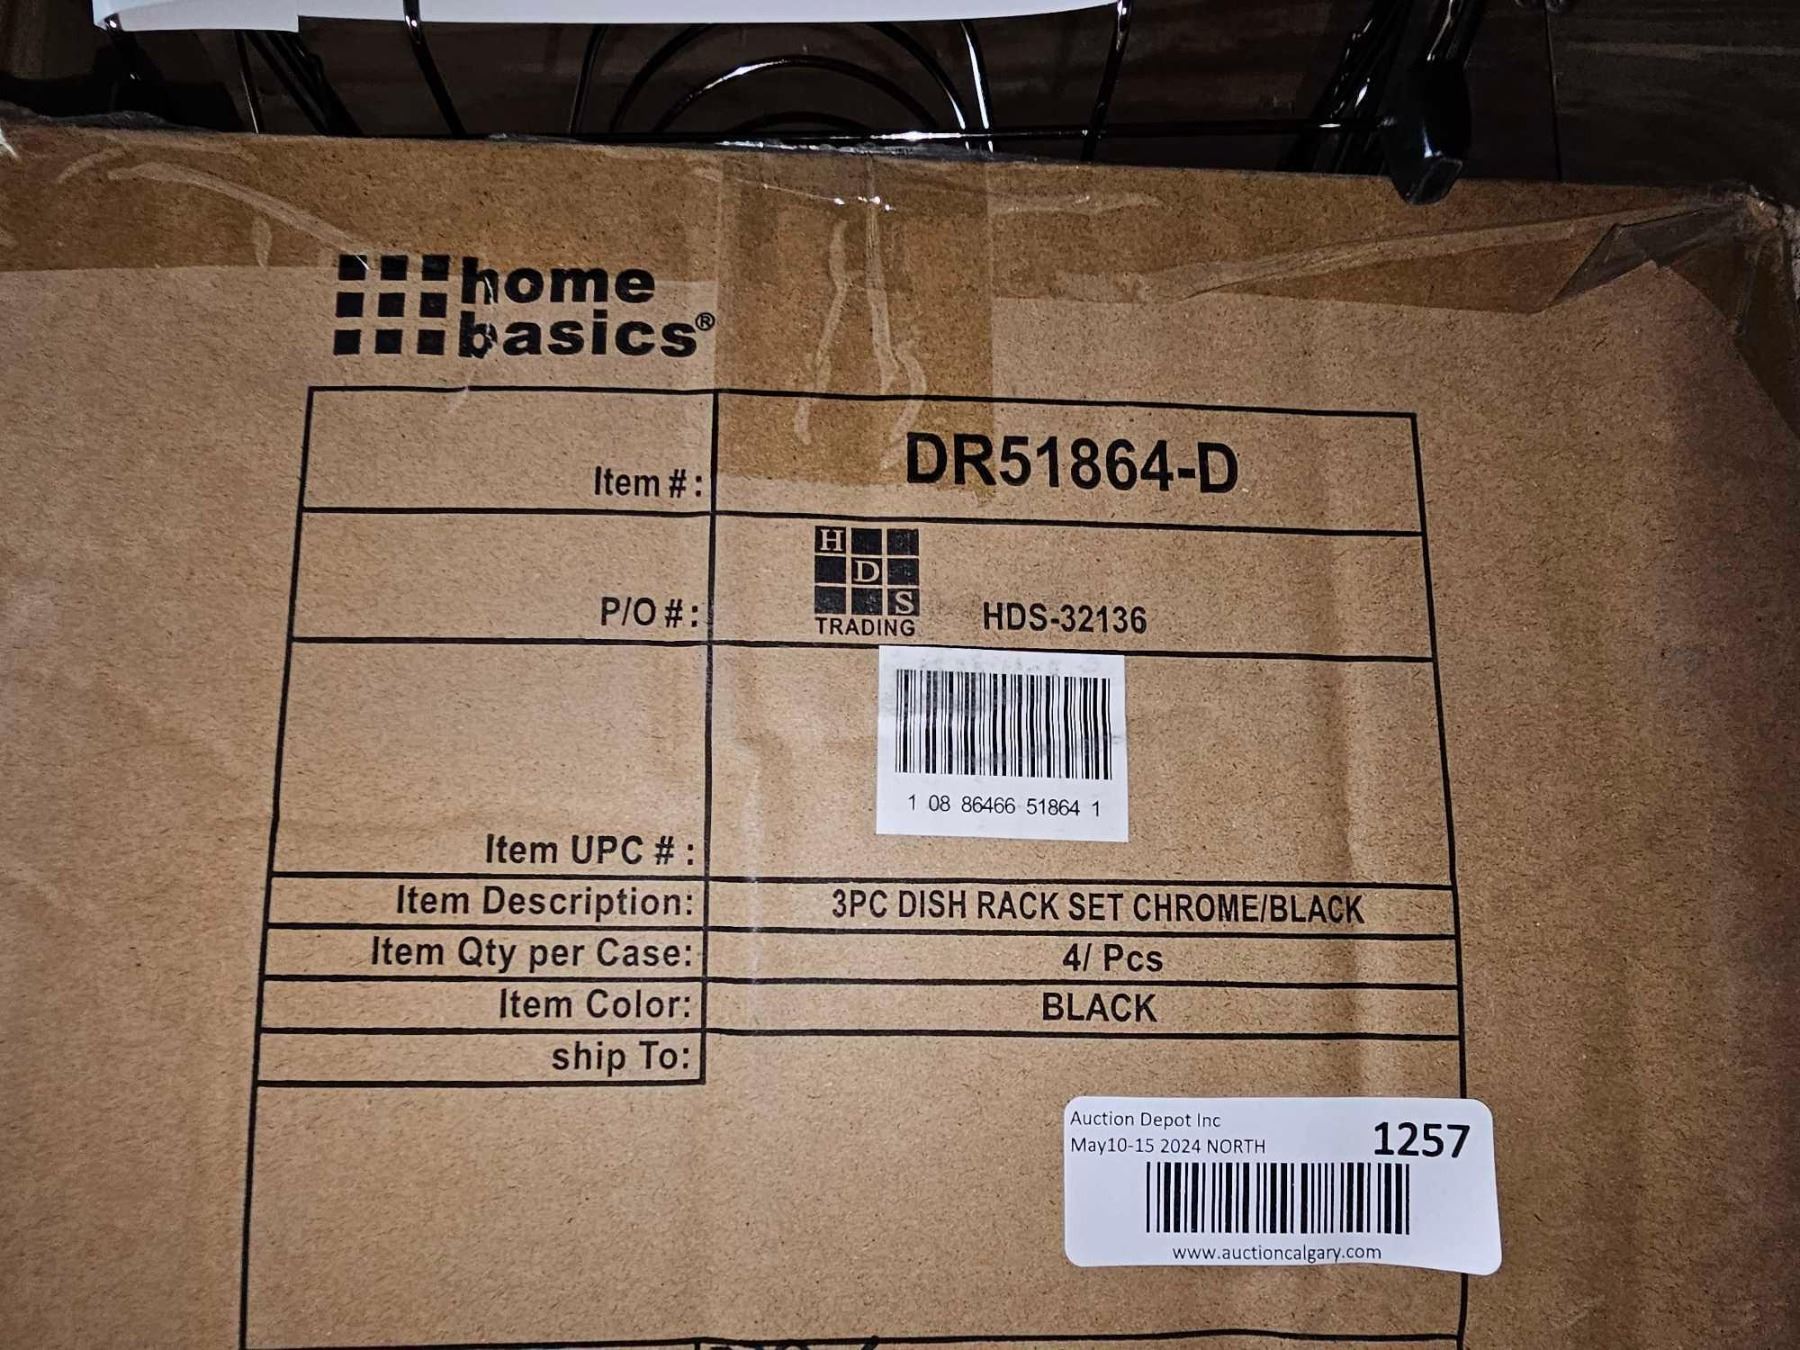 home
basics®
Item #: DR51864-D
H
D
S
TRADING
P/O #: HDS-32136
1 08 86466 51864 1
Item UPC # :
Item Description: 3PC DISH RACK SET CHROME/BLACK
Item Qty per Case: 4/ Pcs
Item Color: BLACK
ship To:
Auction Depot Inc
May10-15 2024 NORTH 1257
www.auctioncalgary.com